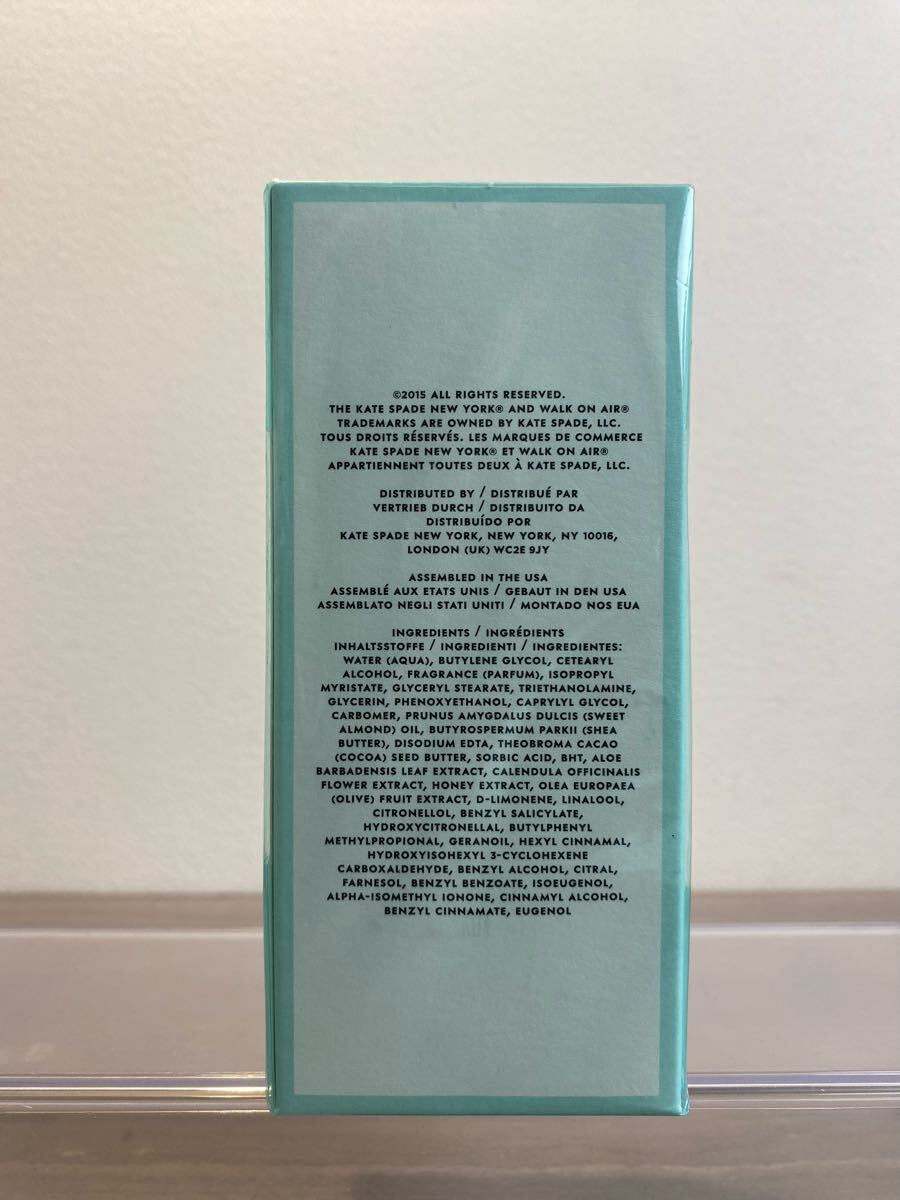 ©2015 ALL RIGHTS RESERVED.
THE KATE SPADE NEW YORK® AND WALK ON AIR®
TRADEMARKS ARE OWNED BY KATE SPADE, LLC.
TOUS DROITS RÉSERVÉS. LES MARQUES DE COMMERCE
KATE SPADE NEW YORK® ET WALK ON AIR®
APPARTIENNENT TOUTES DEUX À KATE SPADE, LLC.
DISTRIBUTED BY / DISTRIBUÉ PAR
VERTRIEB DURCH / DISTRIBUITO DA
DISTRIBUÍDO POR
KATE SPADE NEW YORK, NEW YORK, NY 10016,
LONDON (UK) WC2E 9JY
ASSEMBLED IN THE USA
ASSEMBLÉ AUX ETATS UNIS / GEBAUT IN DEN USA
ASSEMBLATO NEGLI STATI UNITI / MONTADO NOS EUA
INGREDIENTS / INGRÉDIENTS
INHALTSSTOFFE / INGREDIENTI / INGREDIENTES:
WATER (AQUA), BUTYLENE GLYCOL, CETEARYL
ALCOHOL, FRAGRANCE (PARFUM), ISOPROPYL
MYRISTATE, GLYCERYL STEARATE, TRIETHANOLAMINE,
GLYCERIN, PHENOXYETHANOL, CAPRYLYL GLYCOL,
CARBOMER, PRUNUS AMYGDALUS DULCIS (SWEET
ALMOND) OIL, BUTYROSPERMUM PARKII (SHEA
BUTTER), DISODIUM EDTA, THEOBROMA CACAO
(COCOA) SEED BUTTER, SORBIC ACID, BHT, ALOE
BARBADENSIS LEAF EXTRACT, CALENDULA OFFICINALIS
FLOWER EXTRACT, HONEY EXTRACT, OLEA EUROPAEA
(OLIVE) FRUIT EXTRACT, D-LIMONENE, LINALOOL,
CITRONELLOL, BENZYL SALICYLATE,
HYDROXYCITRONELLAL, BUTYLPHENYL
METHYLPROPIONAL, GERANOIL, HEXYL CINNAMAL,
HYDROXYISOHEXYL 3-CYCLOHEXENE
CARBOXALDEHYDE, BENZYL ALCOHOL, CITRAL,
FARNESOL, BENZYL BENZOATE, ISOEUGENOL,
ALPHA-ISOMETHYL IONONE, CINNAMYL ALCOHOL,
BENZYL CINNAMATE, EUGENOL